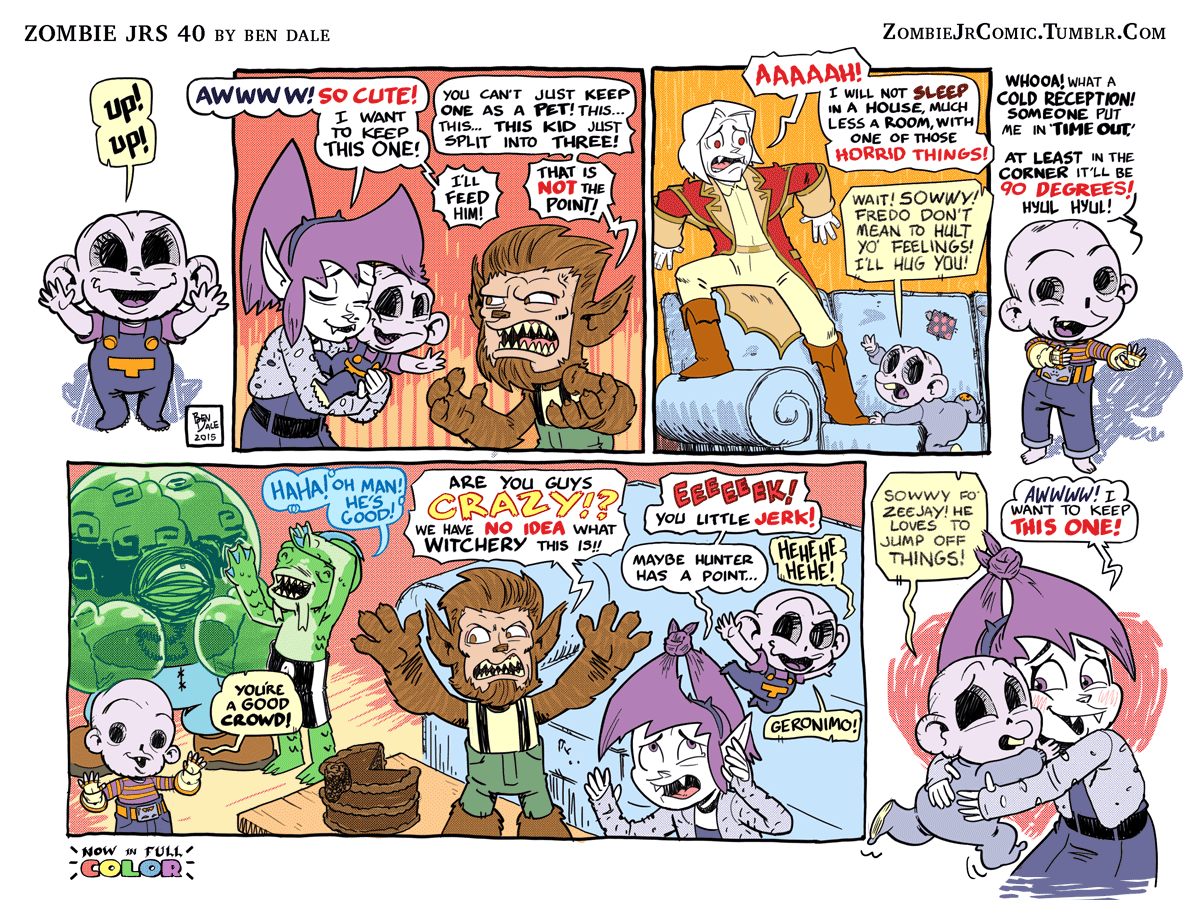 ZOMBIE JRS 40 BY BEN DALE
ZOMBIEJRCOMIC.TUMBLR.COM
UP!
UP!
BEN
DALE
2015
AWWWW! SO CUTE!
I WANT
TO KEEP
THIS ONE!
YOU CAN'T JUST KEEP
ONE AS A PET! THIS...
THIS... THIS KID JUST
SPLIT INTO THREE!
I'LL
FEED
HIM!
THAT IS
NOT THE
POINT!
AAAAAH!
I WILL NOT SLEEP
IN A HOUSE, MUCH
LESS A ROOM, WITH
ONE OF THOSE
HORRID THINGS!
WAIT! SOWWY!
FREDO DON'T
MEAN TO HULT
YO' FEELINGS!
I'LL HUG YOU!
WHOOA! WHAT A
COLD RECEPTION!
SOMEONE PUT
ME IN 'TIME OUT,'
AT LEAST IN THE
CORNER IT'LL BE
90 DEGREES!
HYUL HYUL!
HAHA! OH MAN!
HE'S
GOOD!
YOU'RE
A GOOD
CROWD!
ARE YOU GUYS
CRAZY!?
WE HAVE NO IDEA WHAT
WITCHERY THIS IS!!
EEEEEEK!
YOU LITTLE JERK!
MAYBE HUNTER
HAS A POINT...
HEHEHE
HEHE!
GERONIMO!
SOWWY FO'
ZEEJAY! HE
LOVES TO
JUMP OFF
THINGS!
AWWWW! I
WANT TO KEEP
THIS ONE!
NOW IN FULL
COLOR